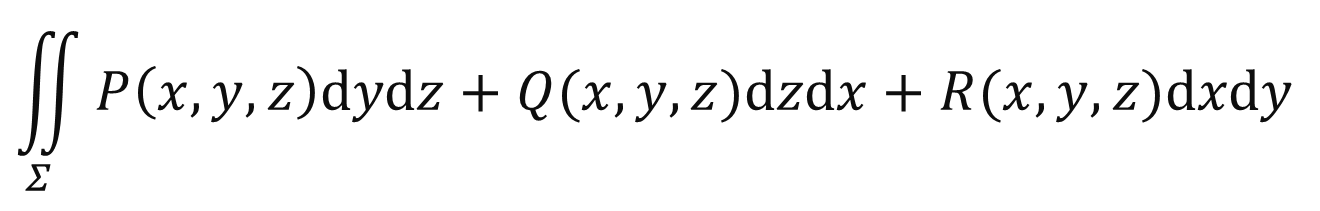 ∬_Σ P(x, y, z)dydz + Q(x, y, z)dzdx + R(x, y, z)dxdy